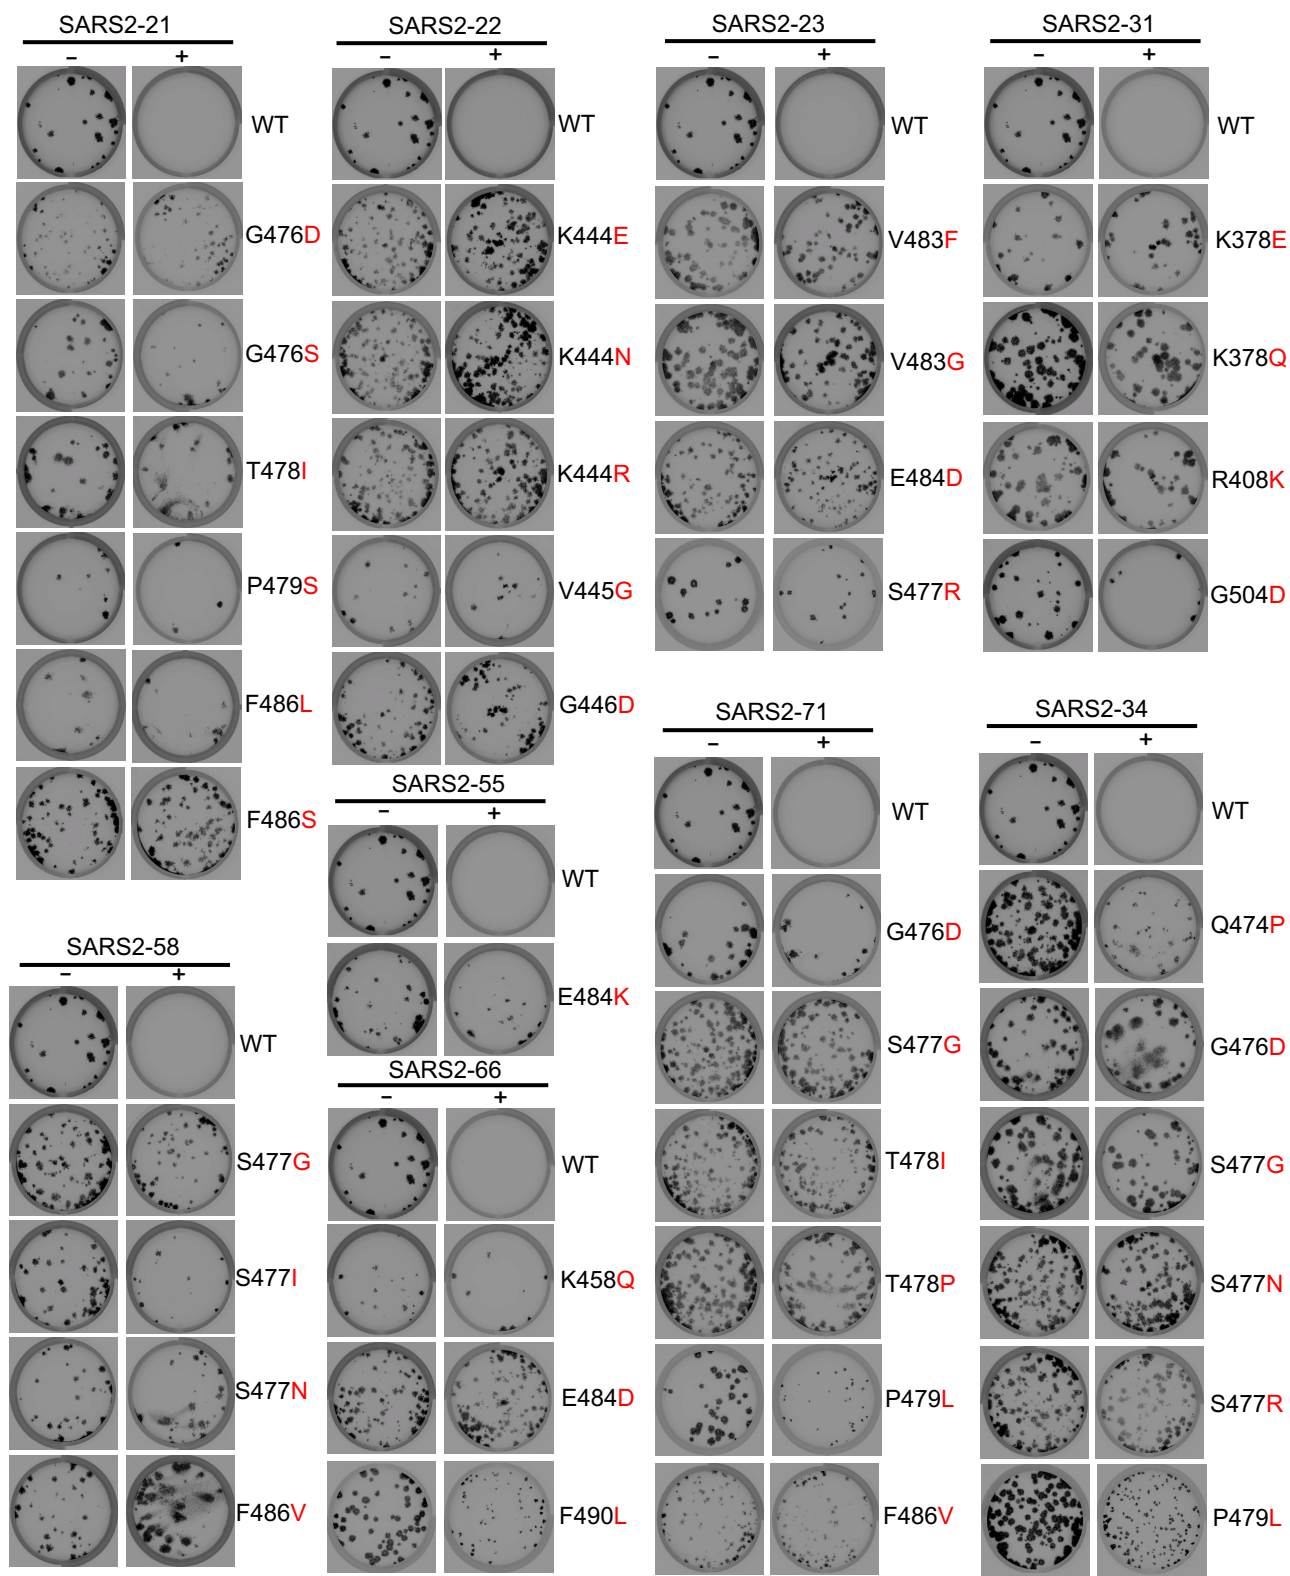 SARS2-21
– +
WT
G476D
G476S
T478I
P479S
F486L
F486S
SARS2-22
– +
WT
K444E
K444N
K444R
V445G
G446D
SARS2-23
– +
WT
V483F
V483G
E484D
S477R
SARS2-31
– +
WT
K378E
K378Q
R408K
G504D
SARS2-58
– +
WT
S477G
S477I
S477N
F486V
SARS2-55
– +
WT
E484K
SARS2-66
– +
WT
K458Q
E484D
F490L
SARS2-71
– +
WT
G476D
S477G
T478I
T478P
P479L
F486V
SARS2-34
– +
WT
Q474P
G476D
S477G
S477N
S477R
P479L